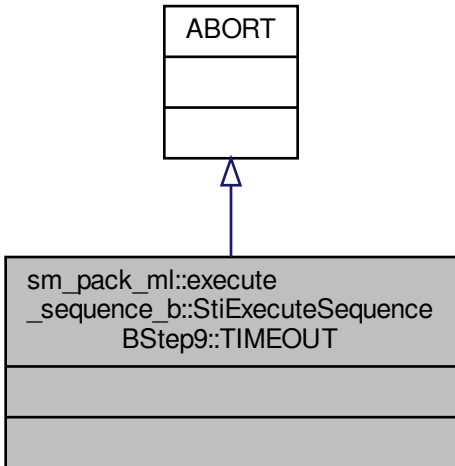 ABORT
sm_pack_ml::execute
_sequence_b::StiExecuteSequence
BStep9::TIMEOUT